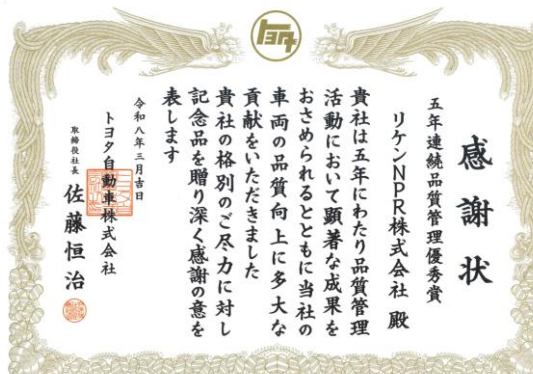 トヨタ
感謝状
五年連続品質管理優秀賞
リケンNPR株式会社 殿
貴社は五年にわたり品質管理
活動において顕著な成果を
おさめられるとともに当社の
車両の品質向上に多大な
貢献をいただきました
貴社の格別のご尽力に対し
記念品を贈り深く感謝の意を
表します
令和八年三月吉日
トヨタ自動車株式会社
取締役社長 佐藤恒治